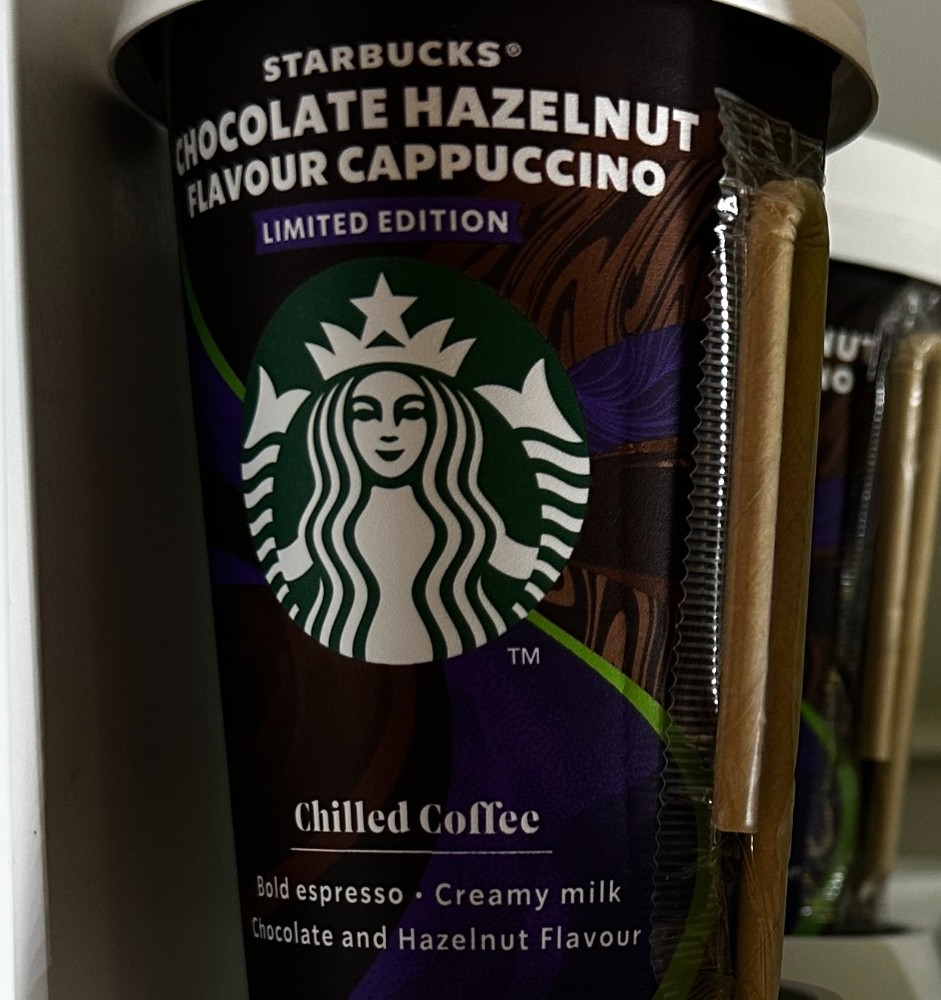 STARBUCKS®
CHOCOLATE HAZELNUT
FLAVOUR CAPPUCCINO
LIMITED EDITION
TM
Chilled Coffee
Bold espresso • Creamy milk
Chocolate and Hazelnut Flavour